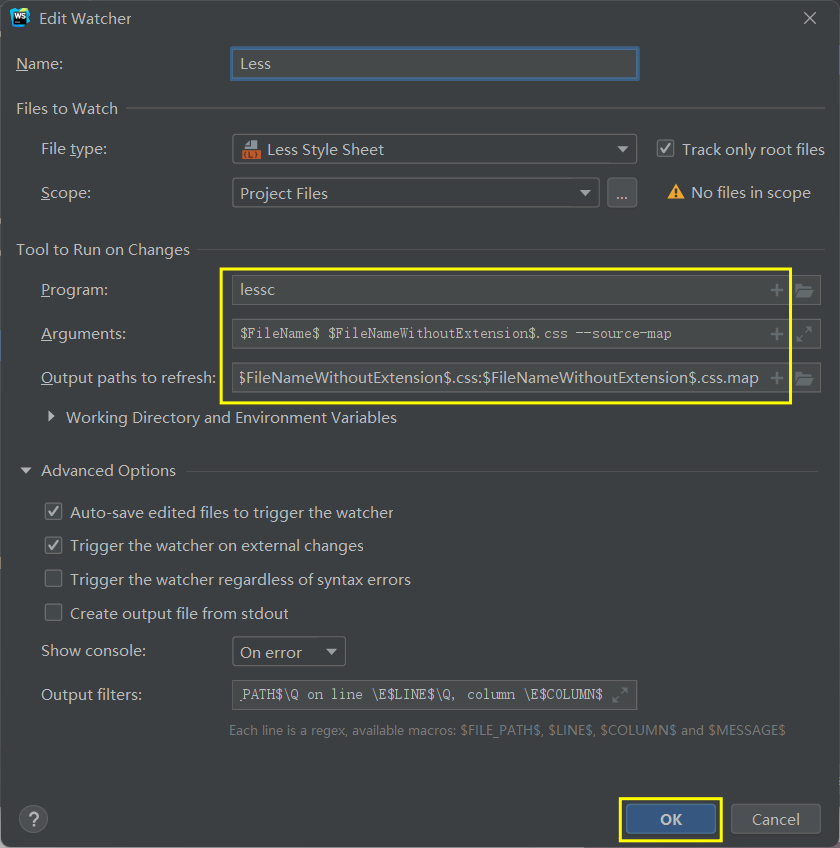 WS Edit Watcher
Name: Less
Files to Watch
File type: {L} Less Style Sheet Track only root files
Scope: Project Files ... No files in scope
Tool to Run on Changes
Program: lessc
Arguments: $FileName$ $FileNameWithoutExtension$.css --source-map
Output paths to refresh: $FileNameWithoutExtension$.css:$FileNameWithoutExtension$.css.map
Working Directory and Environment Variables
Advanced Options
Auto-save edited files to trigger the watcher
Trigger the watcher on external changes
Trigger the watcher regardless of syntax errors
Create output file from stdout
Show console: On error
Output filters: _PATH$\Q on line \E$LINE$\Q, column \E$COLUMN$
Each line is a regex, available macros: $FILE_PATH$, $LINE$, $COLUMN$ and $MESSAGE$
? OK Cancel